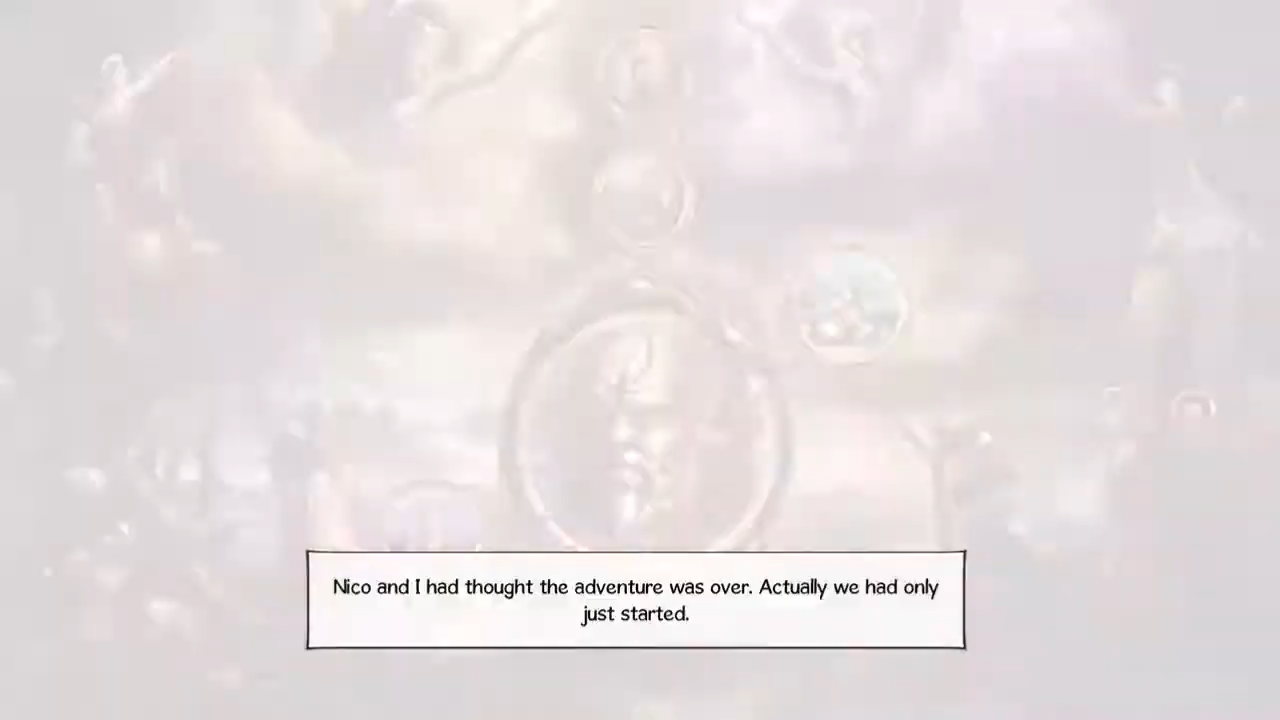 Nico and I had thought the adventure was over. Actually we had only
just started.